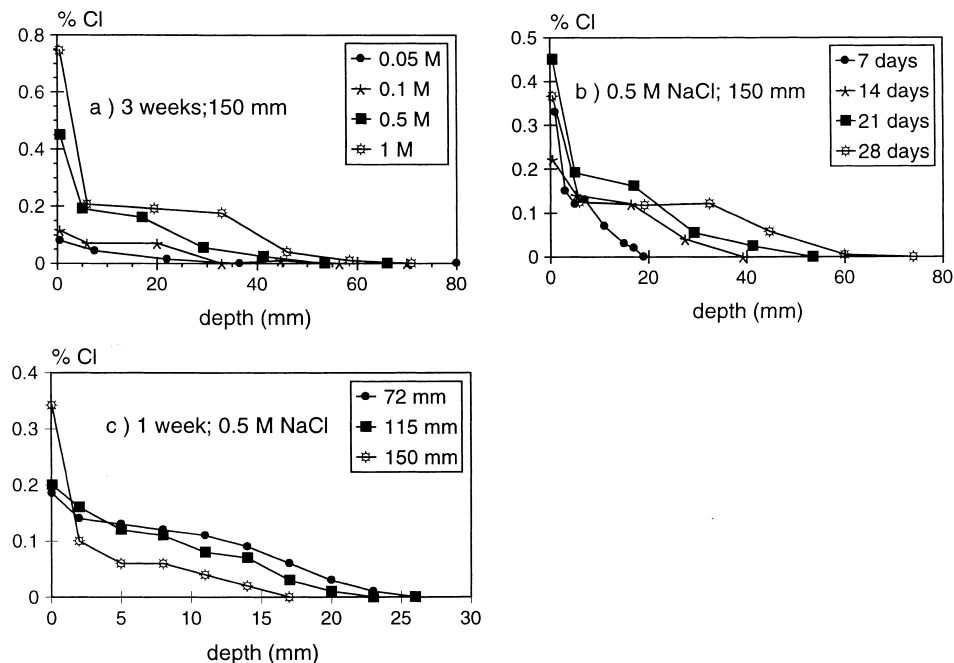 % Cl
0.8
0.6
0.4
0.2
0
0 20 40 60 80
depth (mm)
a ) 3 weeks;150 mm
0.05 M
0.1 M
0.5 M
1 M
% Cl
0.5
0.4
0.3
0.2
0.1
0
0 20 40 60 80
depth (mm)
b ) 0.5 M NaCl; 150 mm
7 days
14 days
21 days
28 days
% Cl
0.4
0.3
0.2
0.1
0
0 5 10 15 20 25 30
depth (mm)
c ) 1 week; 0.5 M NaCl
72 mm
115 mm
150 mm